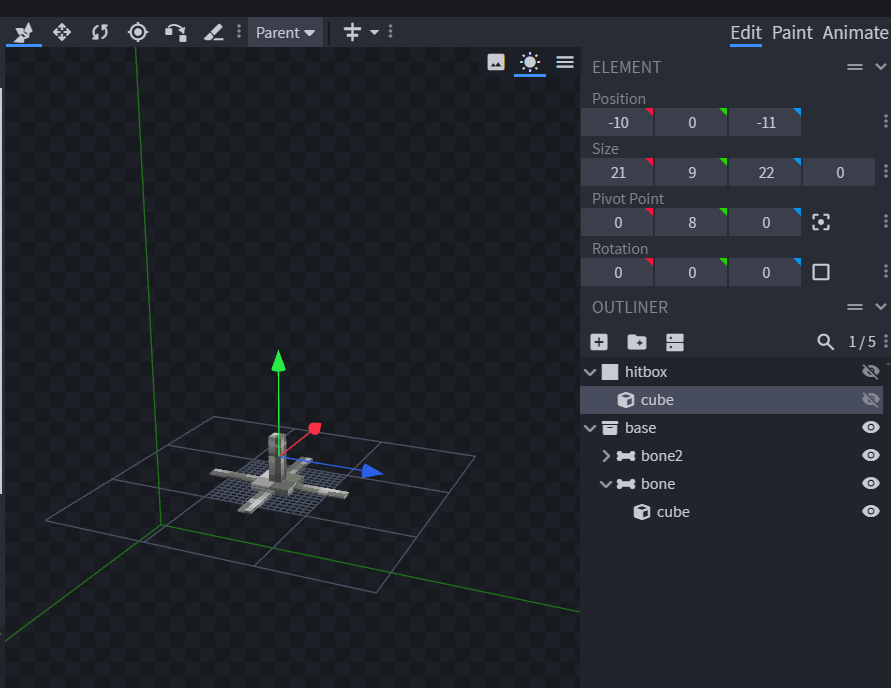 Parent
Edit Paint Animate
ELEMENT
Position
-10 0 -11
Size
21 9 22 0
Pivot Point
0 8 0
Rotation
0 0 0
OUTLINER
1/5
hitbox
cube
base
bone2
bone
cube